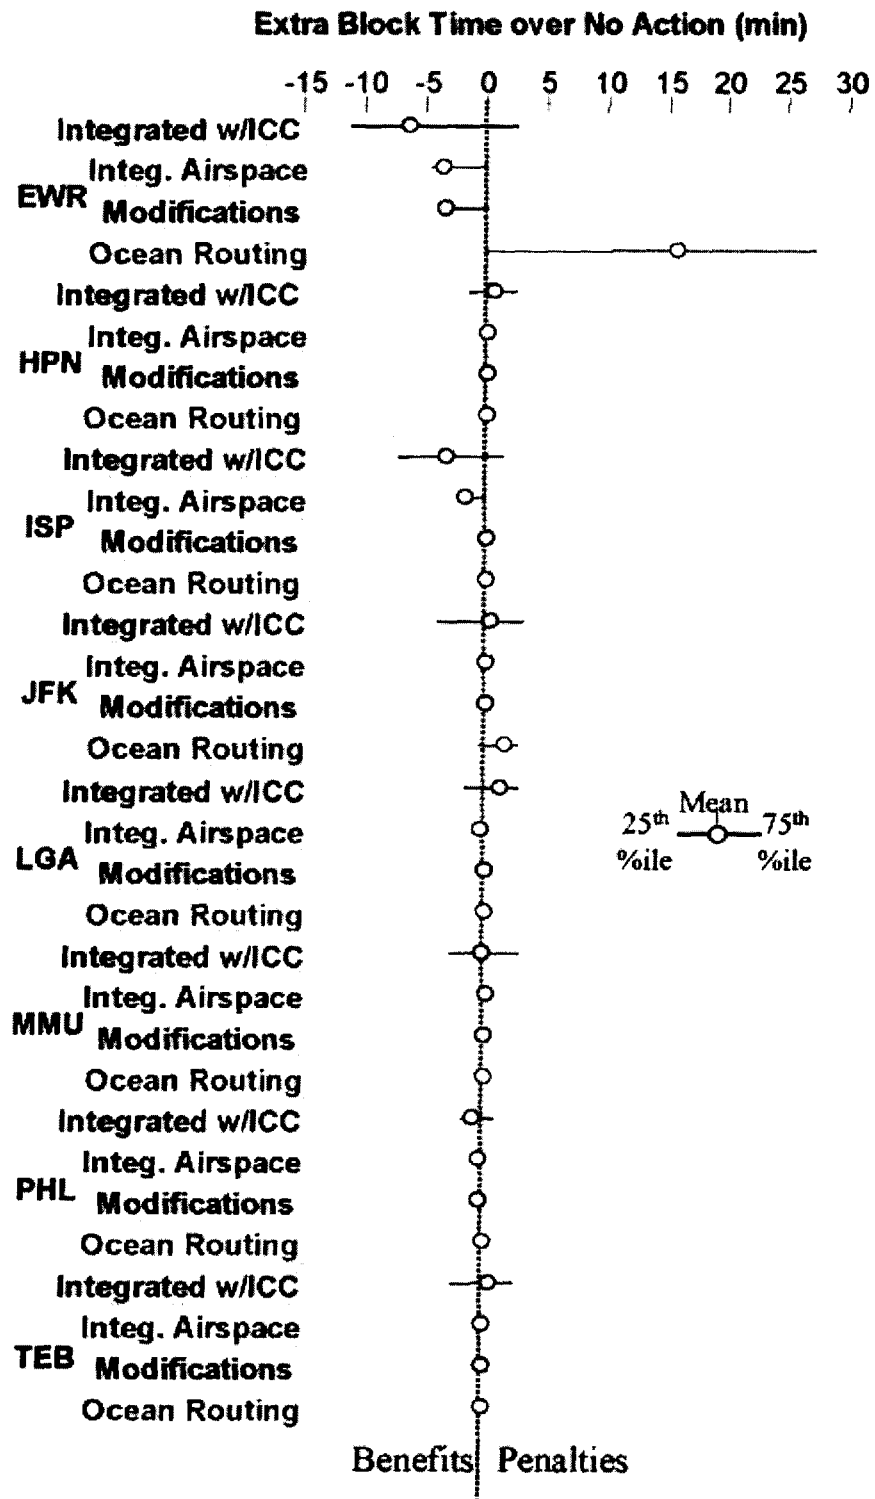 Extra Block Time over No Action (min)
-15 -10 -5 0 5 10 15 20 25 30
Integrated w/ICC
Integ. Airspace
EWR
Modifications
Ocean Routing
Integrated w/ICC
Integ. Airspace
HPN
Modifications
Ocean Routing
Integrated w/ICC
Integ. Airspace
ISP
Modifications
Ocean Routing
Integrated w/ICC
Integ. Airspace
JFK
Modifications
Ocean Routing
Integrated w/ICC
Mean
Integ. Airspace
25th 75th
LGA
%ile %ile
Modifications
Ocean Routing
Integrated w/ICC
Integ. Airspace
MMU
Modifications
Ocean Routing
Integrated w/ICC
Integ. Airspace
PHL
Modifications
Ocean Routing
Integrated w/ICC
Integ. Airspace
TEB
Modifications
Ocean Routing
Benefits Penalties